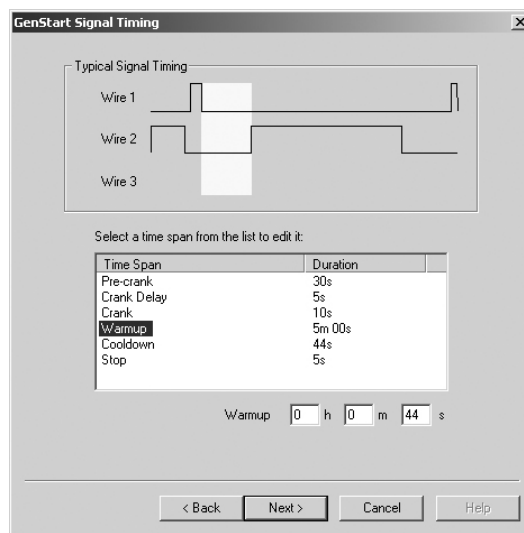 GenStart Signal Timing
Typical Signal Timing
Wire 1
Wire 2
Wire 3
Select a time span from the list to edit it:
Time Span Duration
Pre-crank 30s
Crank Delay 5s
Crank 10s
Warmup 5m 00s
Cooldown 44s
Stop 5s
Warmup 0 h 0 m 44 s
< Back Next > Cancel Help